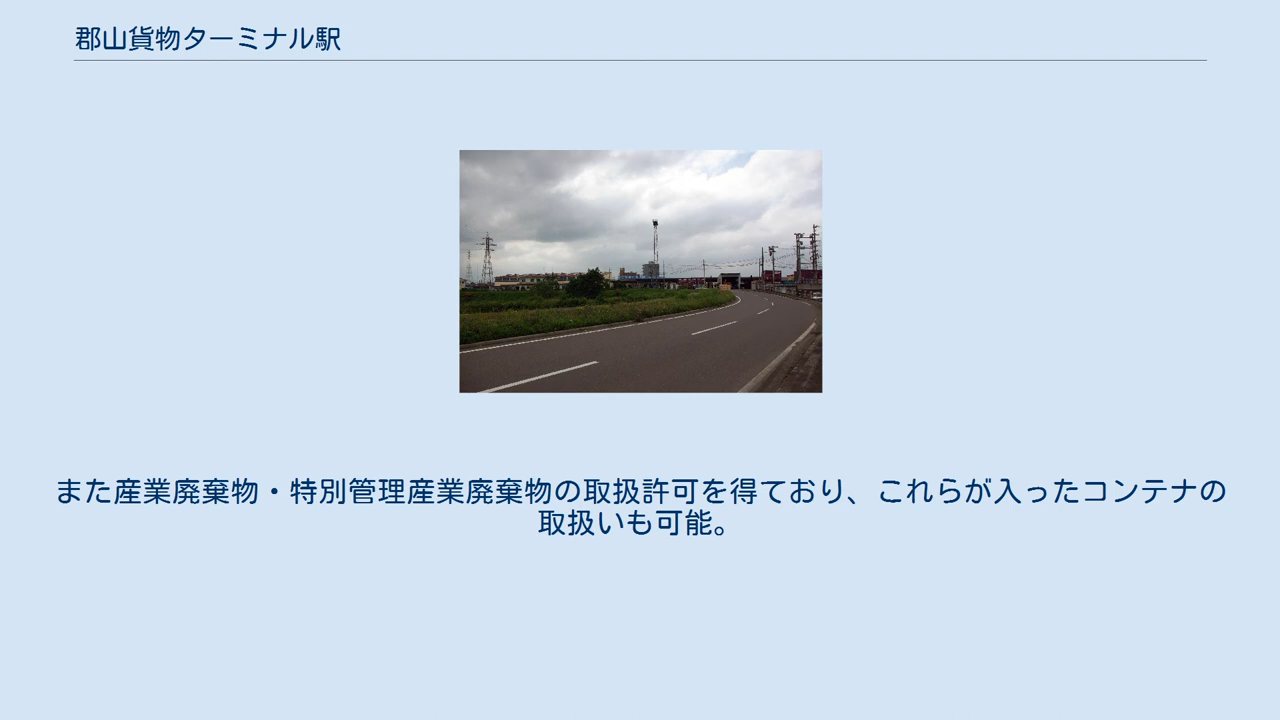 郡山貨物ターミナル駅
また産業廃棄物・特別管理産業廃棄物の取扱許可を得ており、これらが入ったコンテナの
取扱いも可能。